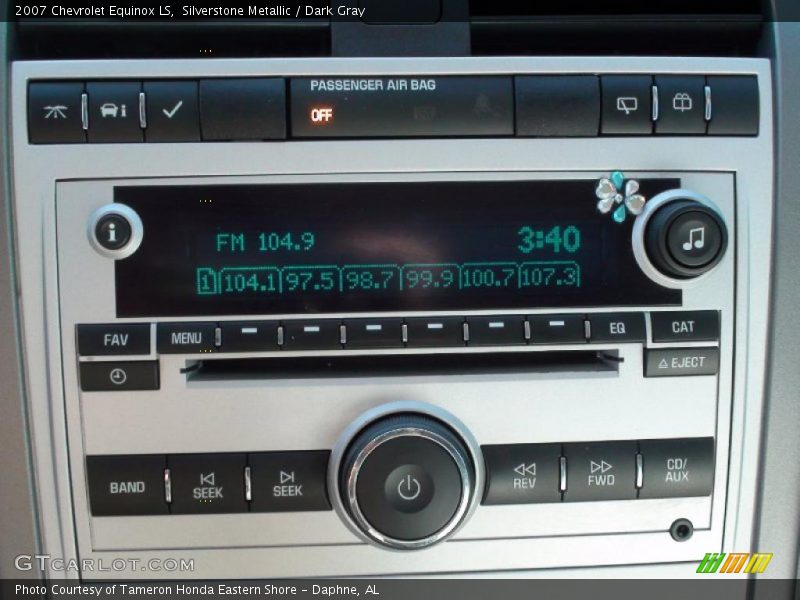 2007 Chevrolet Equinox LS,  Silverstone Metallic / Dark Gray
PASSENGER AIR BAG
OFF
i
i
FM 104.9
3:40
1 104.1 97.5 98.7 99.9 100.7 107.3
FAV
MENU
EQ
CAT
EJECT
BAND
SEEK
SEEK
REV
FWD
CD/
AUX
GTCARLOT.COM
Photo Courtesy of Tameron Honda Eastern Shore – Daphne, AL